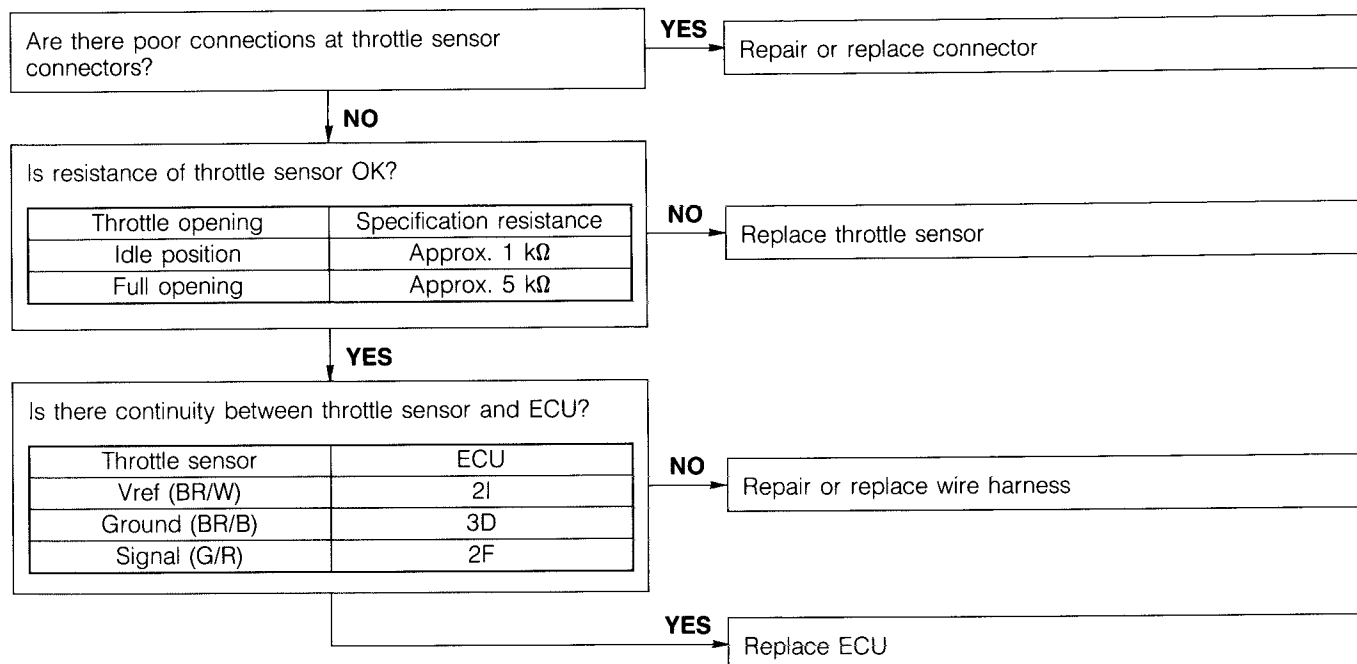 Are there poor connections at throttle sensor
connectors?
YES
Repair or replace connector
NO
Is resistance of throttle sensor OK?
Throttle opening Specification resistance
Idle position Approx. 1 kΩ
Full opening Approx. 5 kΩ
NO
Replace throttle sensor
YES
Is there continuity between throttle sensor and ECU?
Throttle sensor ECU
Vref (BR/W) 2I
Ground (BR/B) 3D
Signal (G/R) 2F
NO
Repair or replace wire harness
YES
Replace ECU